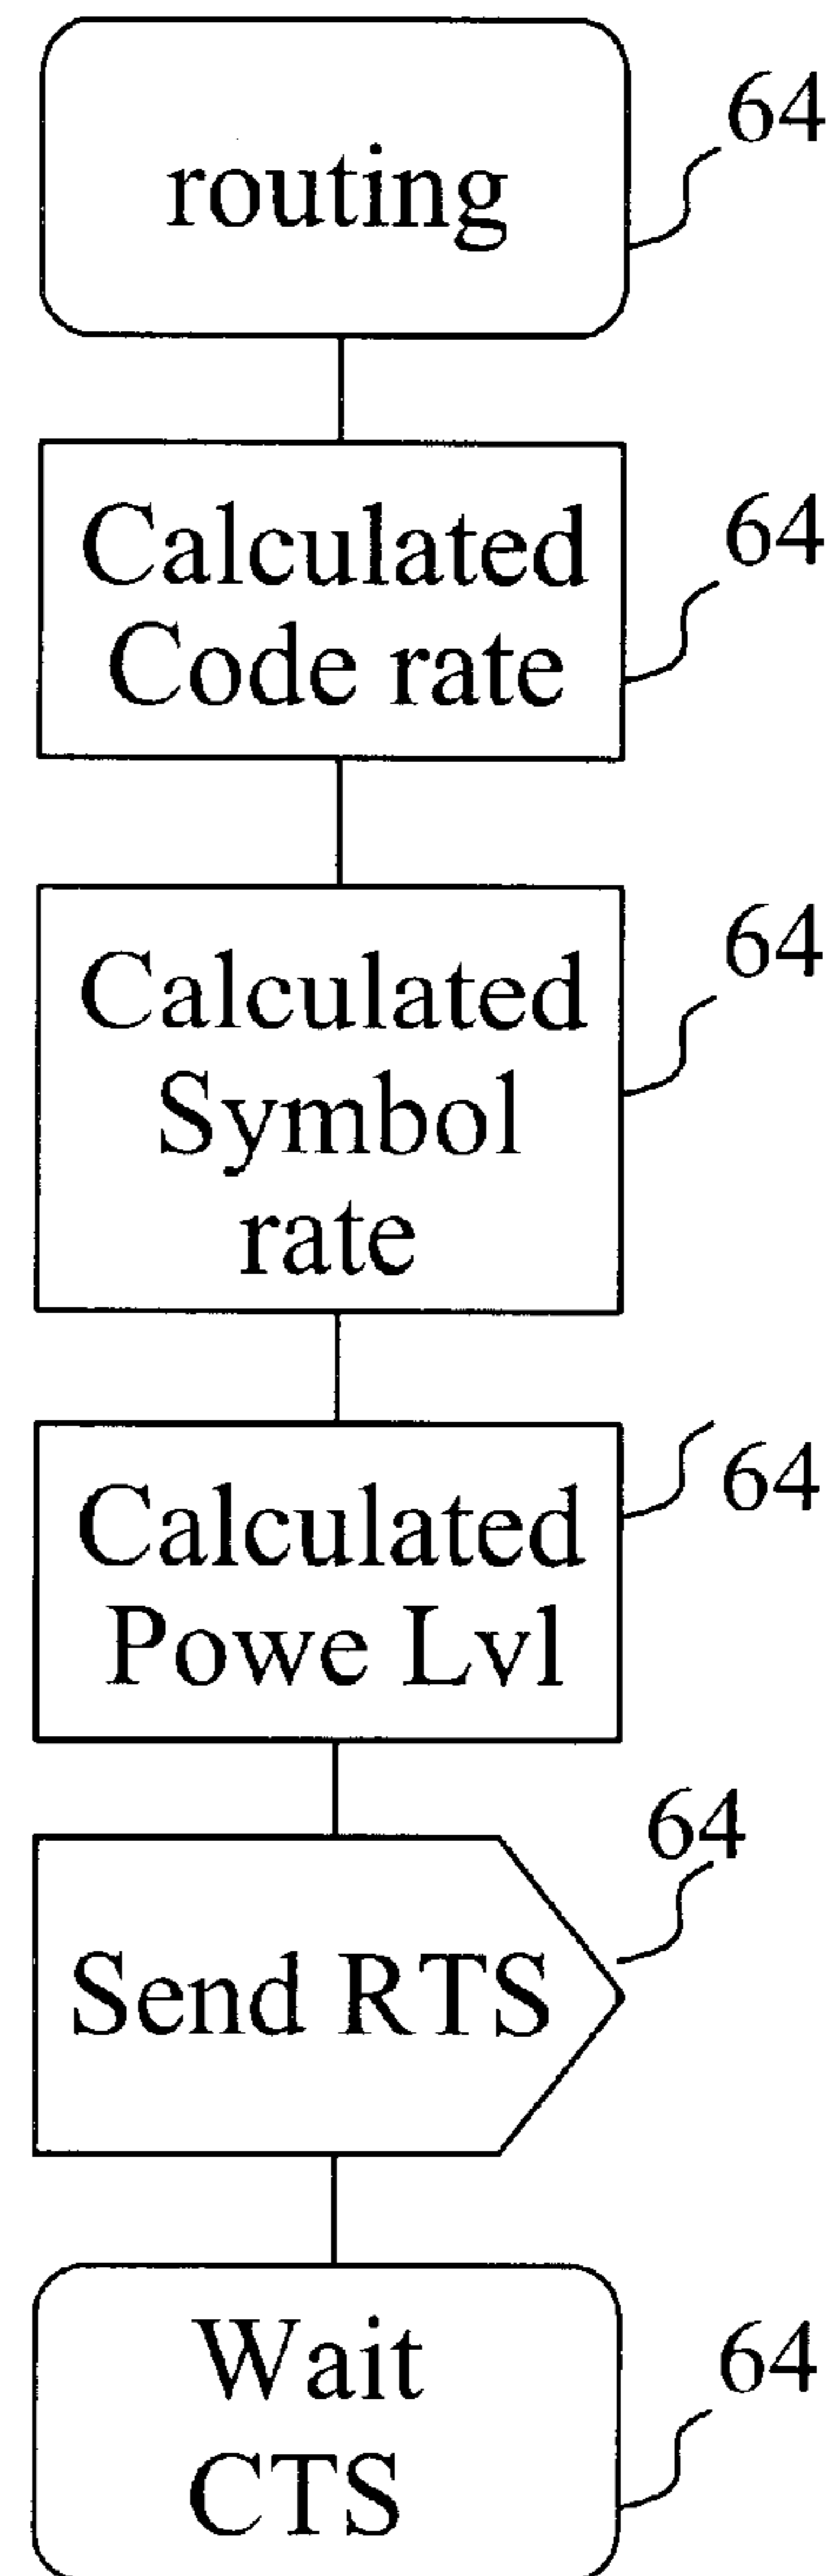 routing
64
Calculated
Code rate
64
Calculated
Symbol
rate
64
Calculated
Powe Lvl
64
Send RTS
64
Wait
CTS
64